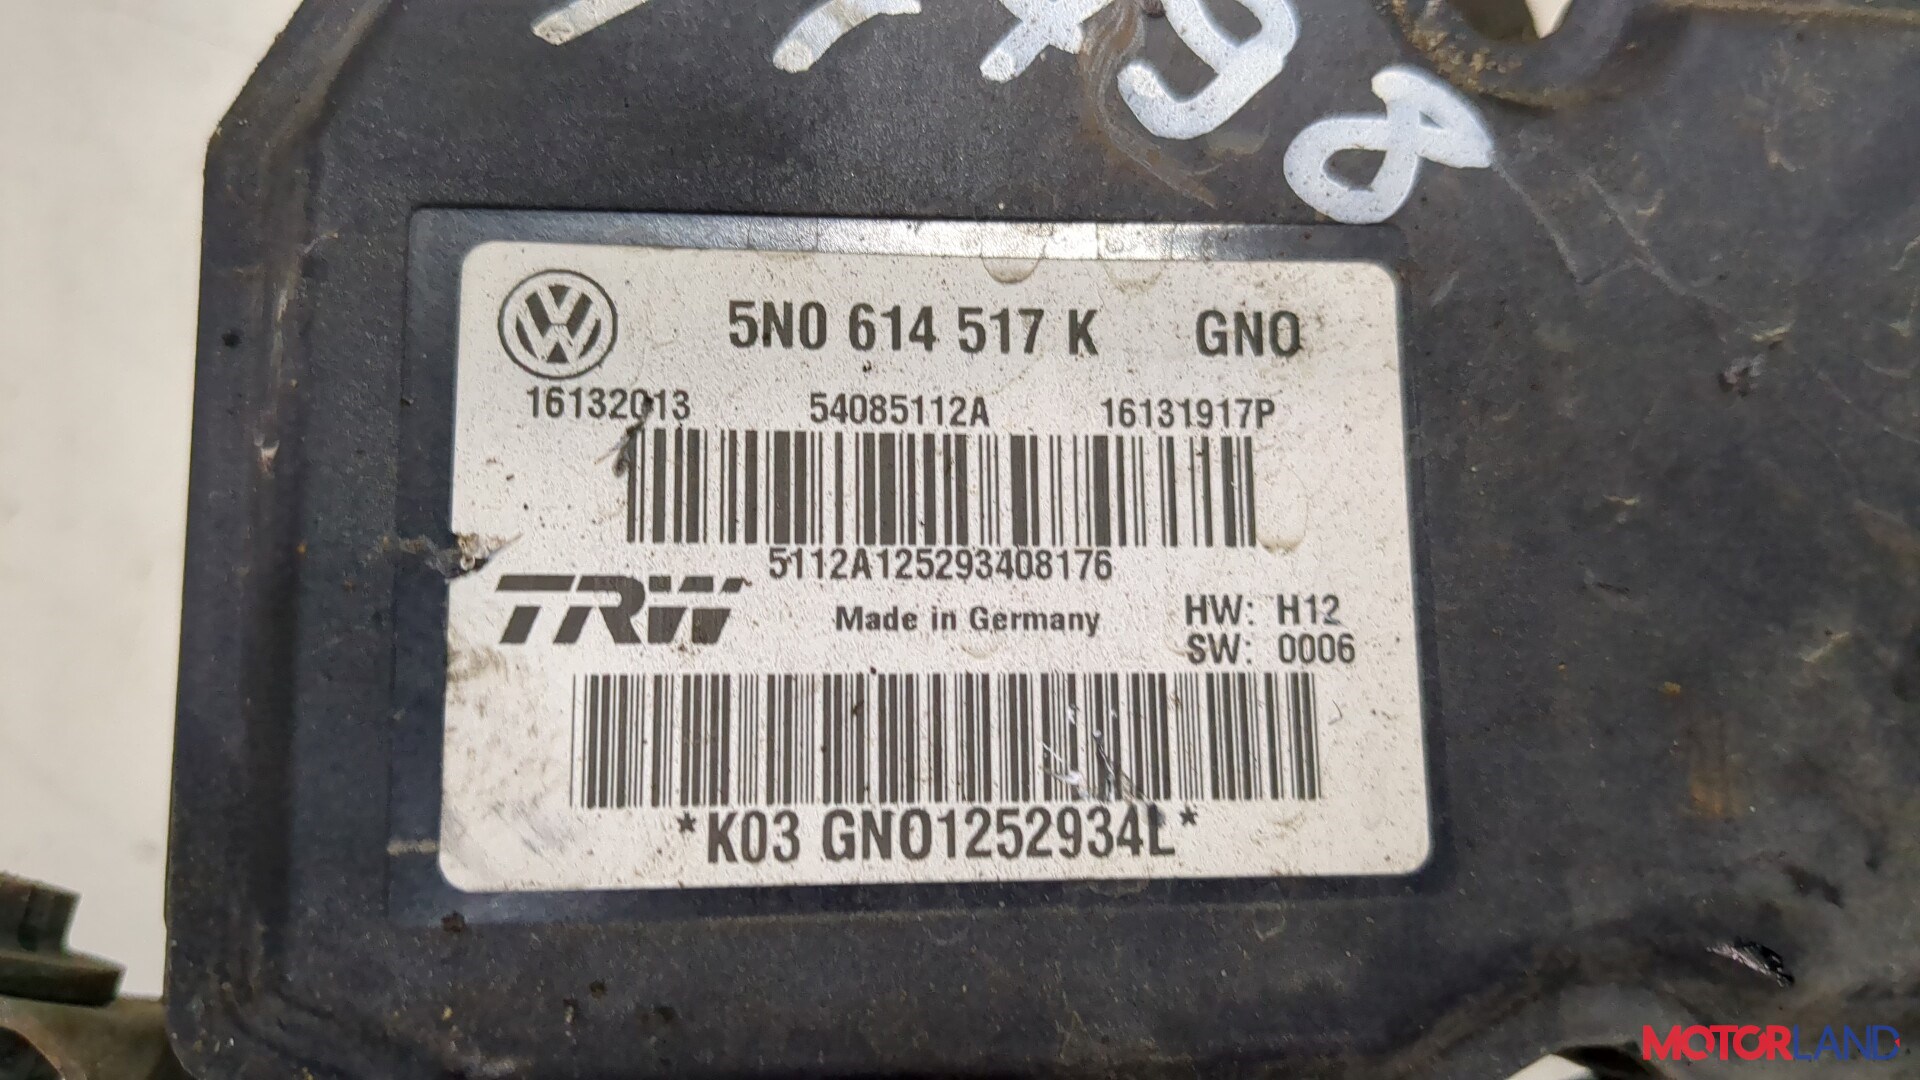 98
5N0 614 517 K GNO
16132013 54085112A 16131917P
5112A125293408176
TRW Made in Germany HW: H12
SW: 0006
*K03 GNO1252934L*
MOTORLAND